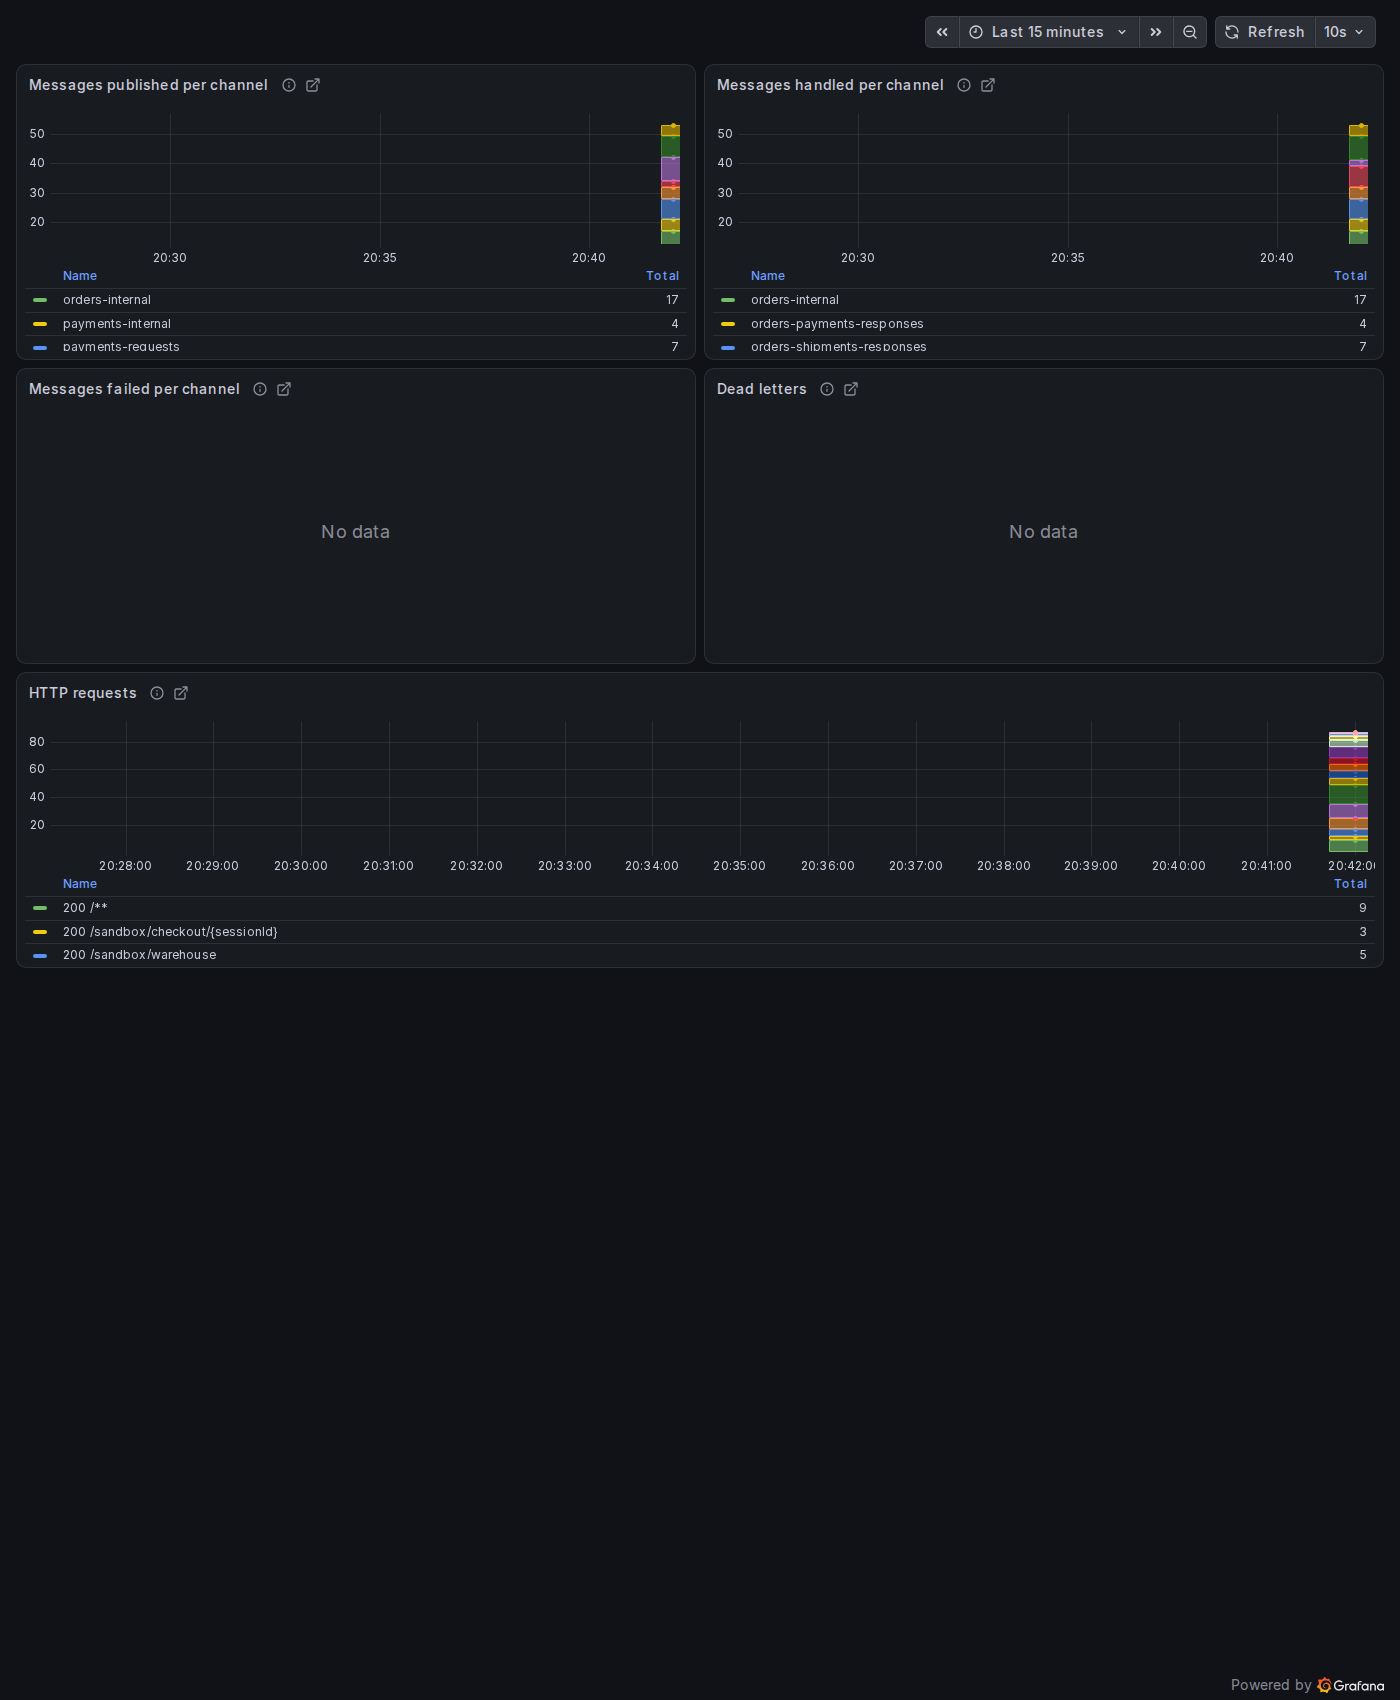 Last 15 minutes
Refresh
10s
Messages published per channel
50
40
30
20
20:30 20:35 20:40
Name Total
orders-internal 17
payments-internal 4
payments-requests 7
Messages handled per channel
50
40
30
20
20:30 20:35 20:40
Name Total
orders-internal 17
orders-payments-responses 4
orders-shipments-responses 7
Messages failed per channel
No data
Dead letters
No data
HTTP requests
80
60
40
20
20:28:00 20:29:00 20:30:00 20:31:00 20:32:00 20:33:00 20:34:00 20:35:00 20:36:00 20:37:00 20:38:00 20:39:00 20:40:00 20:41:00 20:42:00
Name Total
200 /** 9
200 /sandbox/checkout/{sessionId} 3
200 /sandbox/warehouse 5
Powered by Grafana